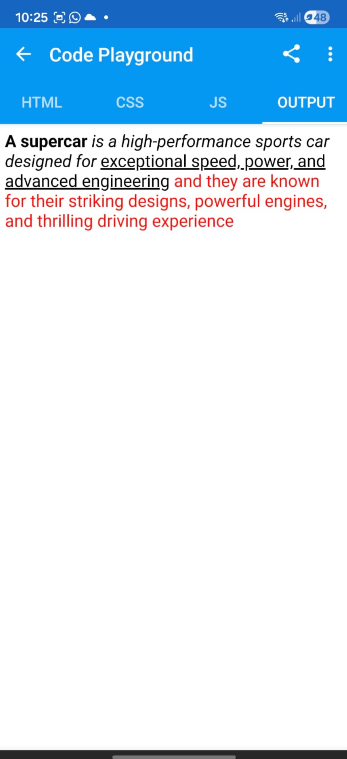 10:25
48
Code Playground
HTML CSS JS OUTPUT
A supercar is a high-performance sports car
designed for exceptional speed, power, and
advanced engineering and they are known
for their striking designs, powerful engines,
and thrilling driving experience